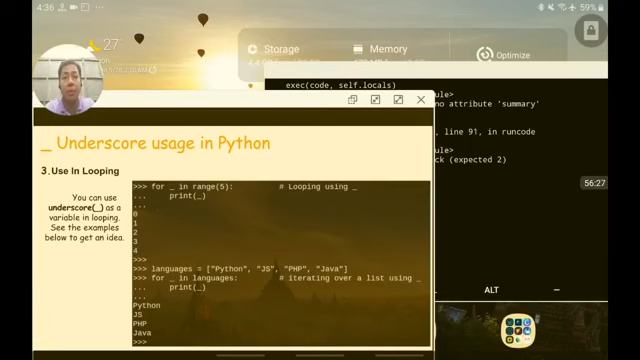 4:36
59%
27°
Storage
Memory
Optimize
exec(code, self.locals)
no attribute 'summary'
, line 91, in runcode
ck (expected 2)
56:27
ALT
_ Underscore usage in Python
3. Use In Looping
You can use
underscore(_) as a
variable in looping.
See the examples
below to get an idea.
>>> for _ in range(5): # Looping using _
... print(_)
...
0
1
2
3
4
>>>
>>> languages = ["Python", "JS", "PHP", "Java"]
>>> for _ in languages: # iterating over a list using _
... print(_)
...
Python
JS
PHP
Java
>>>